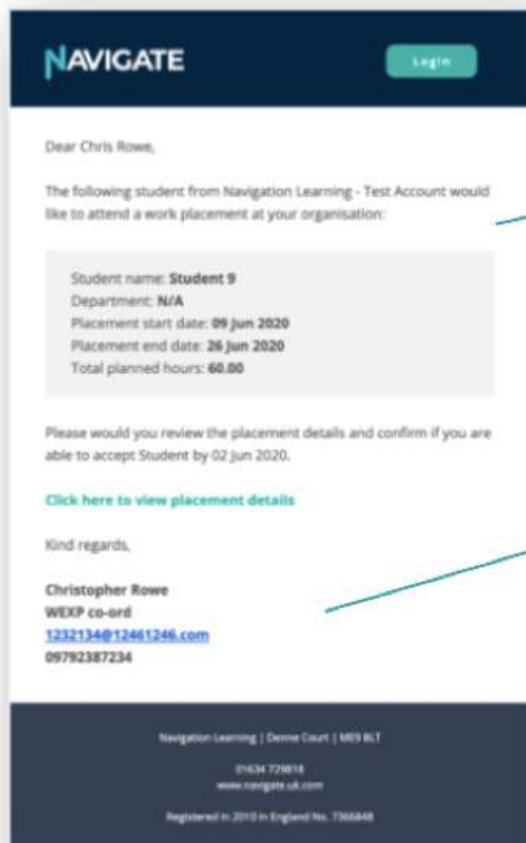 NAVIGATE
Login
Dear Chris Rowe,
The following student from Navigation Learning - Test Account would
like to attend a work placement at your organisation:
Student name: Student 9
Department: N/A
Placement start date: 09 Jun 2020
Placement end date: 26 Jun 2020
Total planned hours: 60.00
Please would you review the placement details and confirm if you are
able to accept Student by 02 Jun 2020.
Click here to view placement details
Kind regards,
Christopher Rowe
WEXP co-ord
1232134@12461246.com
09792387234
Navigation Learning | Denne Court | ME9 8LT
01634 729818
www.navigate.uk.com
Registered in 2010 in England No. 7366848